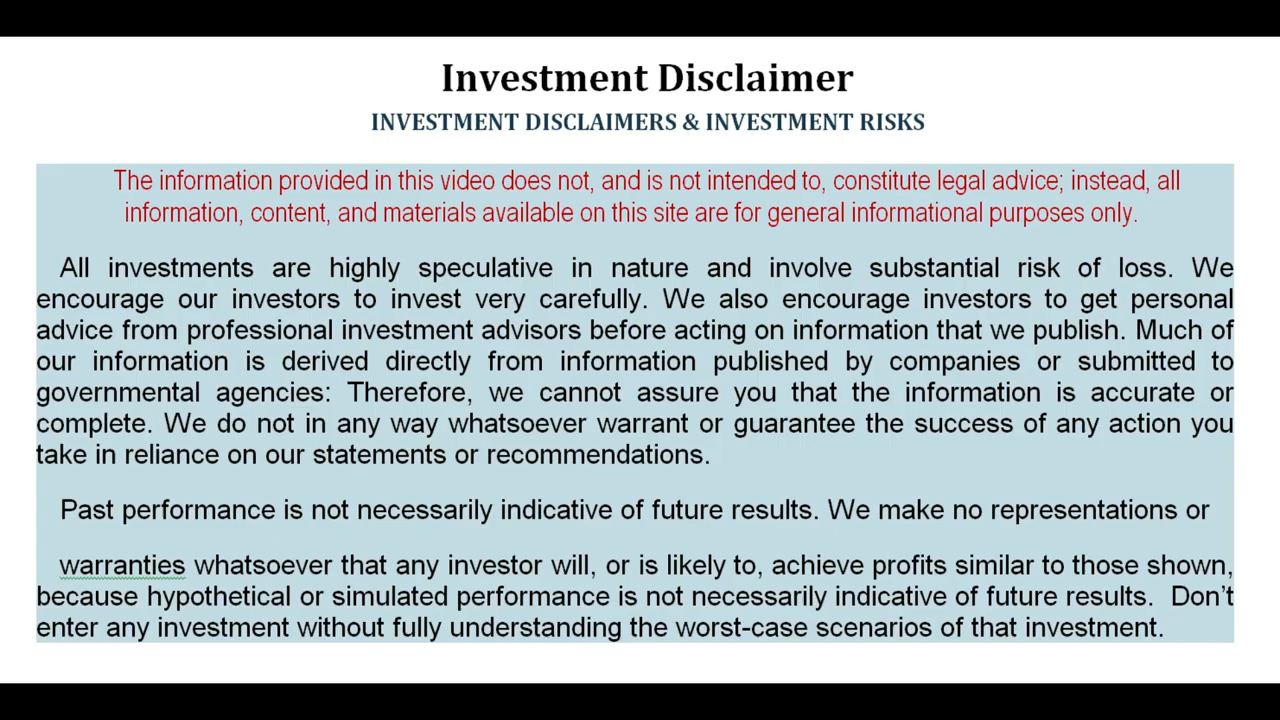 Investment Disclaimer
INVESTMENT DISCLAIMERS & INVESTMENT RISKS
The information provided in this video does not, and is not intended to, constitute legal advice; instead, all
information, content, and materials available on this site are for general informational purposes only.
All investments are highly speculative in nature and involve substantial risk of loss. We
encourage our investors to invest very carefully. We also encourage investors to get personal
advice from professional investment advisors before acting on information that we publish. Much of
our information is derived directly from information published by companies or submitted to
governmental agencies: Therefore, we cannot assure you that the information is accurate or
complete. We do not in any way whatsoever warrant or guarantee the success of any action you
take in reliance on our statements or recommendations.
Past performance is not necessarily indicative of future results. We make no representations or
warranties whatsoever that any investor will, or is likely to, achieve profits similar to those shown,
because hypothetical or simulated performance is not necessarily indicative of future results.  Don’t
enter any investment without fully understanding the worst-case scenarios of that investment.